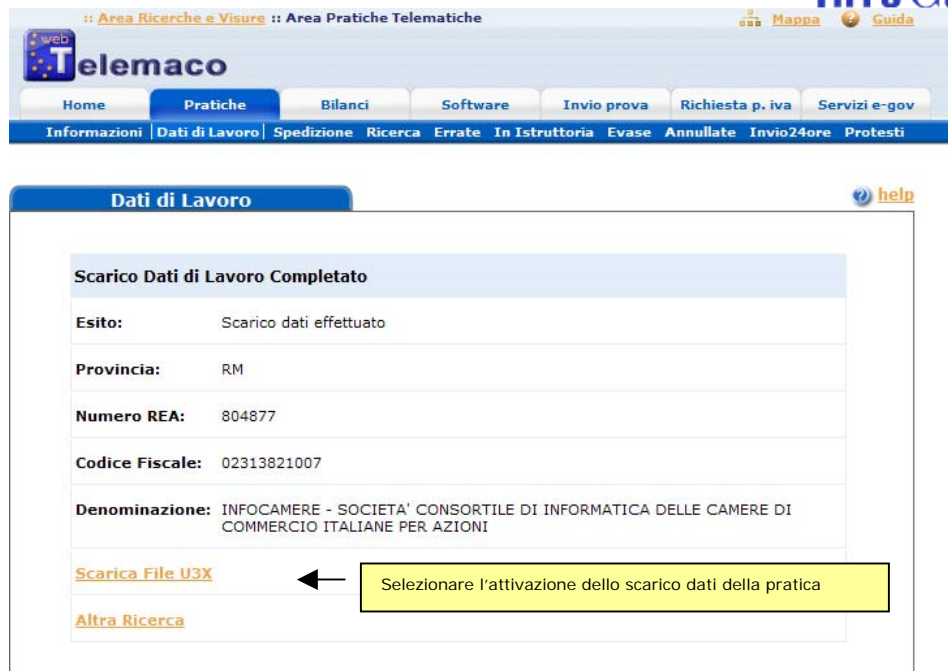 :: Area Ricerche e Visure :: Area Pratiche Telematiche
Mappa Guida
web
Telemaco
Home Pratiche Bilanci Software Invio prova Richiesta p. iva Servizi e-gov
Informazioni | Dati di Lavoro | Spedizione Ricerca Errate In Istruttoria Evase Annullate Invio24ore Protesti
Dati di Lavoro
help
Scarico Dati di Lavoro Completato
Esito: Scarico dati effettuato
Provincia: RM
Numero REA: 804877
Codice Fiscale: 02313821007
Denominazione: INFOCAMERE - SOCIETA' CONSORTILE DI INFORMATICA DELLE CAMERE DI
COMMERCIO ITALIANE PER AZIONI
Scarica File U3X
Selezionare l'attivazione dello scarico dati della pratica
Altra Ricerca